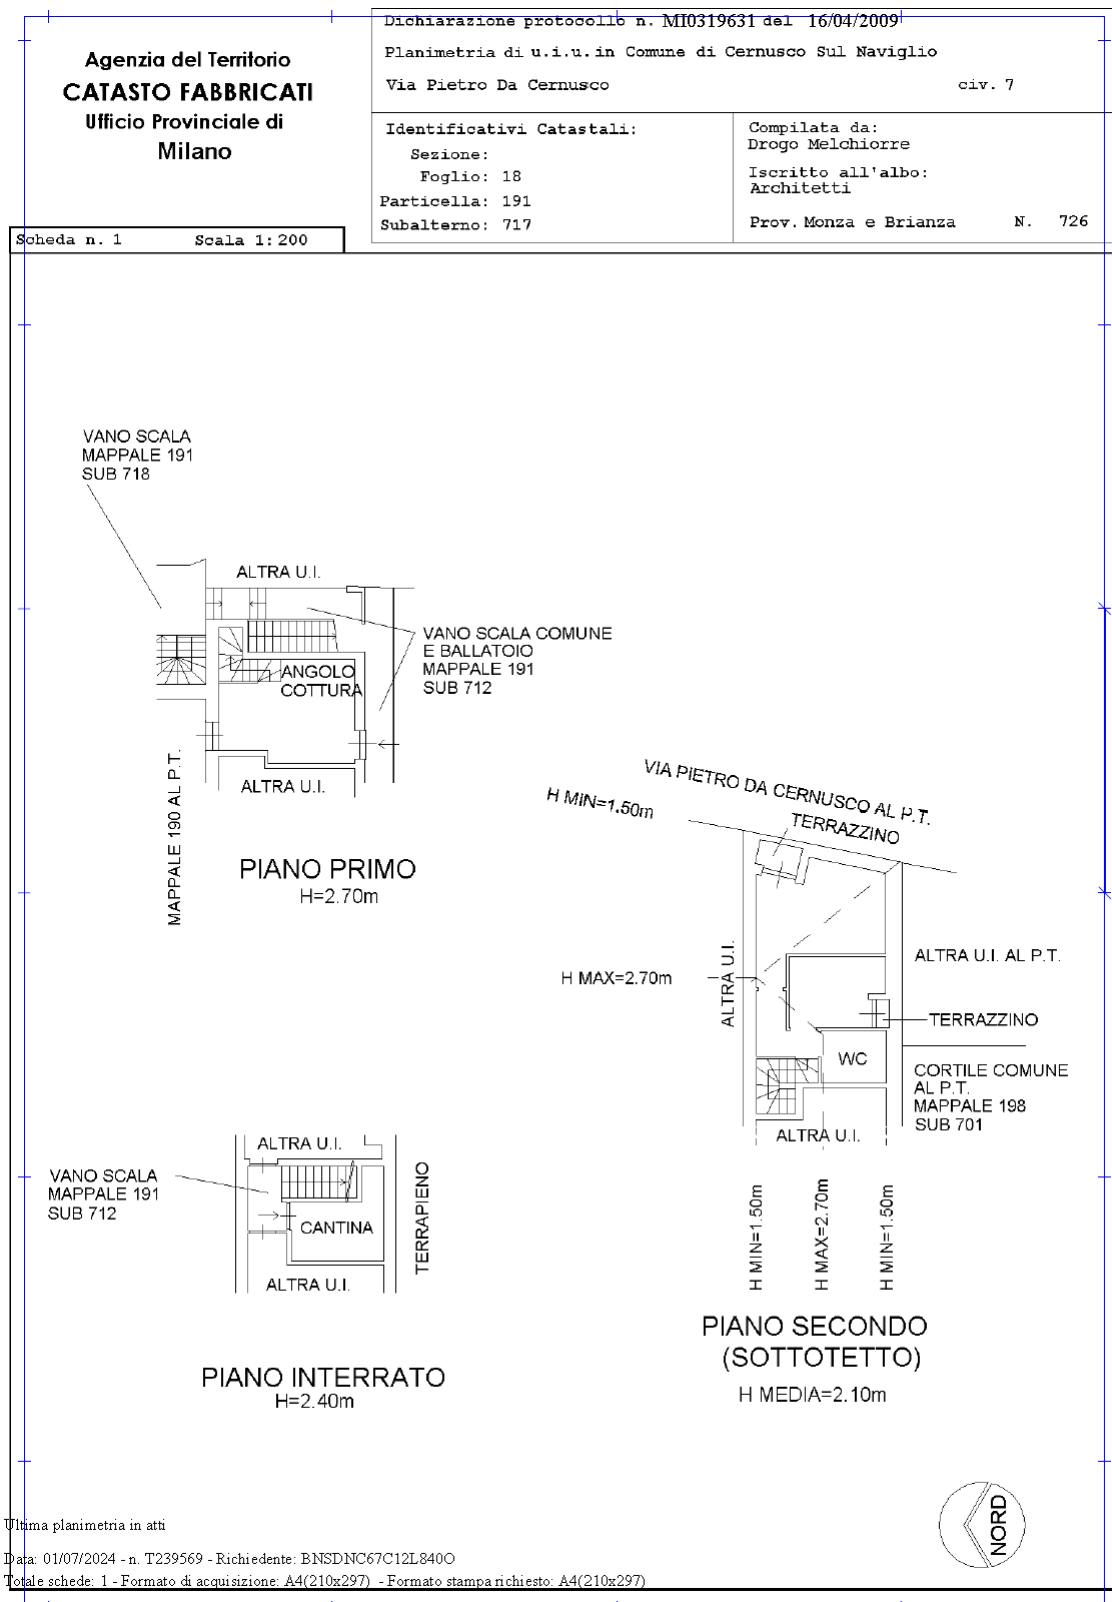 Agenzia del Territorio
CATASTO FABBRICATI
Ufficio Provinciale di
Milano
Dichiarazione protocollo n. MI0319631 del 16/04/2009
Planimetria di u.i.u. in Comune di Cernusco Sul Naviglio
Via Pietro Da Cernusco civ. 7
Identificativi Catastali:
Sezione:
Foglio: 18
Particella: 191
Subalterno: 717
Compilata da:
Drogo Melchiorre
Iscritto all'albo:
Architetti
Prov. Monza e Brianza N. 726
Scheda n. 1 Scala 1:200
VANO SCALA
MAPPALE 191
SUB 718
ALTRA U.I.
VANO SCALA COMUNE
E BALLATOIO
MAPPALE 191
SUB 712
ANGOLO
COTTURA
ALTRA U.I.
MAPPALE 190 AL P.T.
PIANO PRIMO
H=2.70m
VIA PIETRO DA CERNUSCO AL P.T.
H MIN=1.50m
TERRAZZINO
ALTRA U.I.
H MAX=2.70m
ALTRA U.I. AL P.T.
TERRAZZINO
WC
CORTILE COMUNE
AL P.T.
MAPPALE 198
SUB 701
ALTRA U.I.
H MIN=1.50m
H MAX=2.70m
H MIN=1.50m
PIANO SECONDO
(SOTTOTETTO)
H MEDIA=2.10m
ALTRA U.I.
VANO SCALA
MAPPALE 191
SUB 712
CANTINA
TERRAPIENO
ALTRA U.I.
PIANO INTERRATO
H=2.40m
NORD
Ultima planimetria in atti
Data: 01/07/2024 - n. T239569 - Richiedente: BNSDNC67C12L840O
Totale schede: 1 - Formato di acquisizione: A4(210x297) - Formato stampa richiesto: A4(210x297)